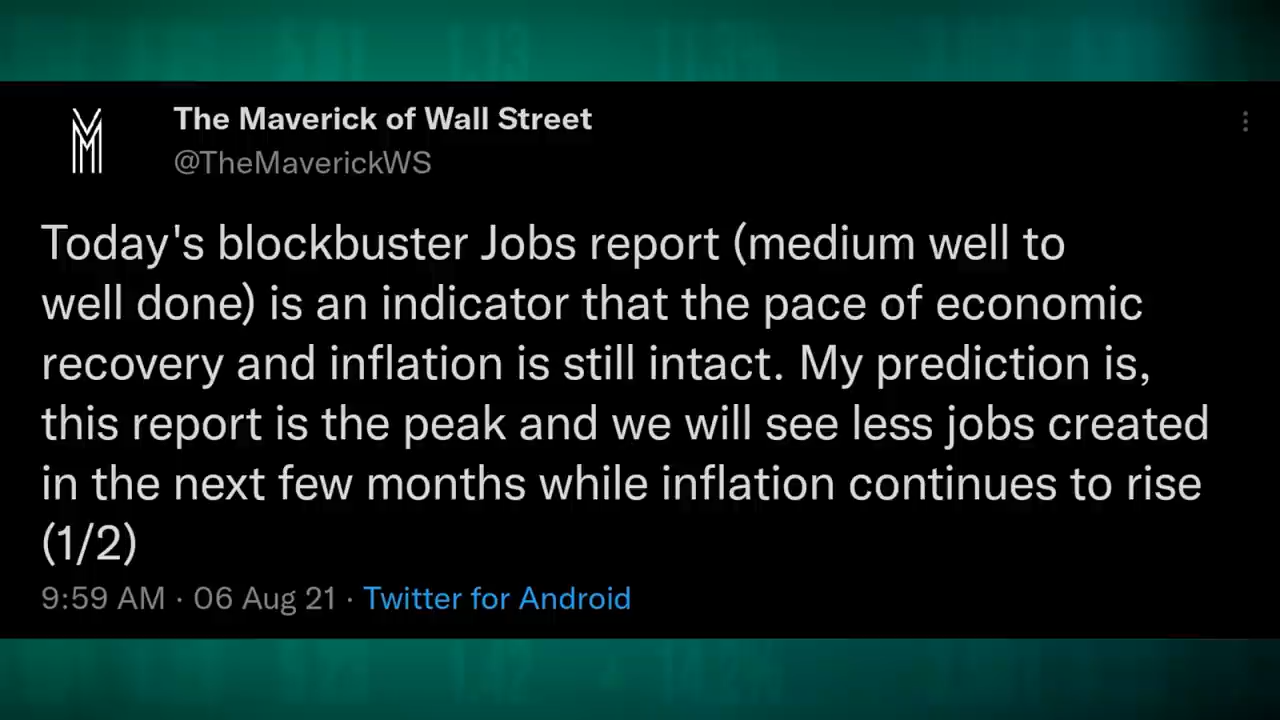 The Maverick of Wall Street
@TheMaverickWS
Today's blockbuster Jobs report (medium well to
well done) is an indicator that the pace of economic
recovery and inflation is still intact. My prediction is,
this report is the peak and we will see less jobs created
in the next few months while inflation continues to rise
(1/2)
9:59 AM · 06 Aug 21 · Twitter for Android